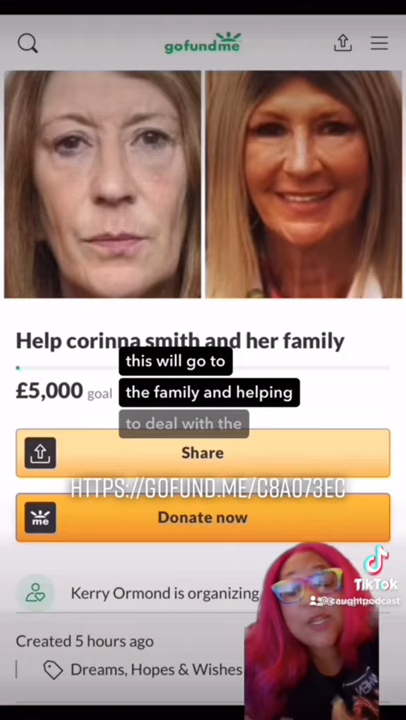 gofundme
Help corinna smith and her family
this will go to
£5,000 goal
the family and helping
to deal with the
Share
HTTPS://GOFUND.ME/C8A073EC
me
Donate now
TikTok
Kerry Ormond is organizing
@caughtpodcast
Created 5 hours ago
Dreams, Hopes & Wishes